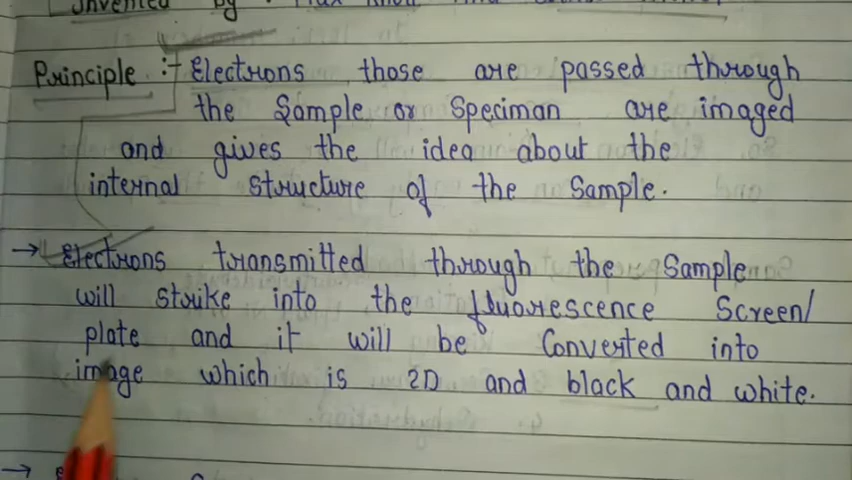 Invented by :
Principle :- Electrons those are passed through
the Sample or Speciman are imaged
and gives the idea about the
internal structure of the Sample.
→ Electrons transmitted through the Sample
will strike into the fluorescence Screen/
plate and it will be Converted into
image which is 2D and black and white.
→